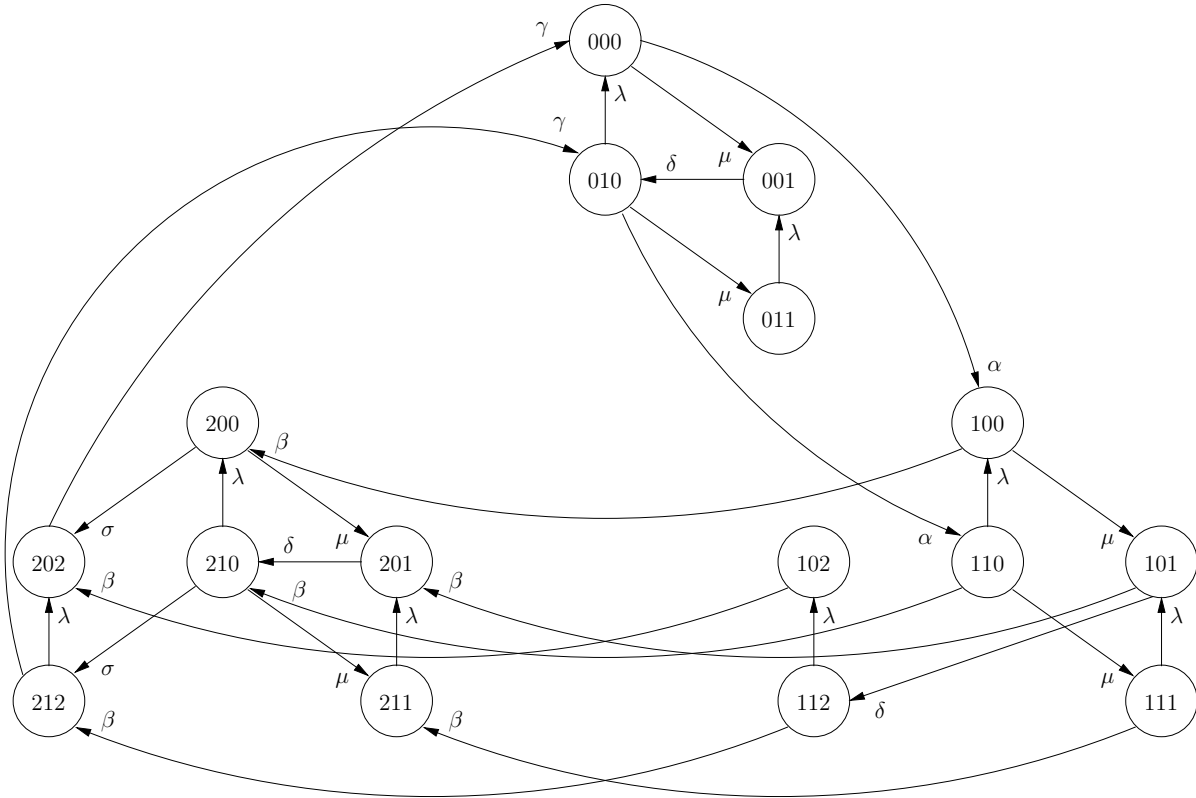 γ 000
λ
γ
010 δ μ 001
λ
μ 011
α
200 β 100
λ λ
σ μ δ α μ
202 210 201 102 110 101
β β β
λ λ λ λ
σ μ μ
212 211 112 δ 111
β β